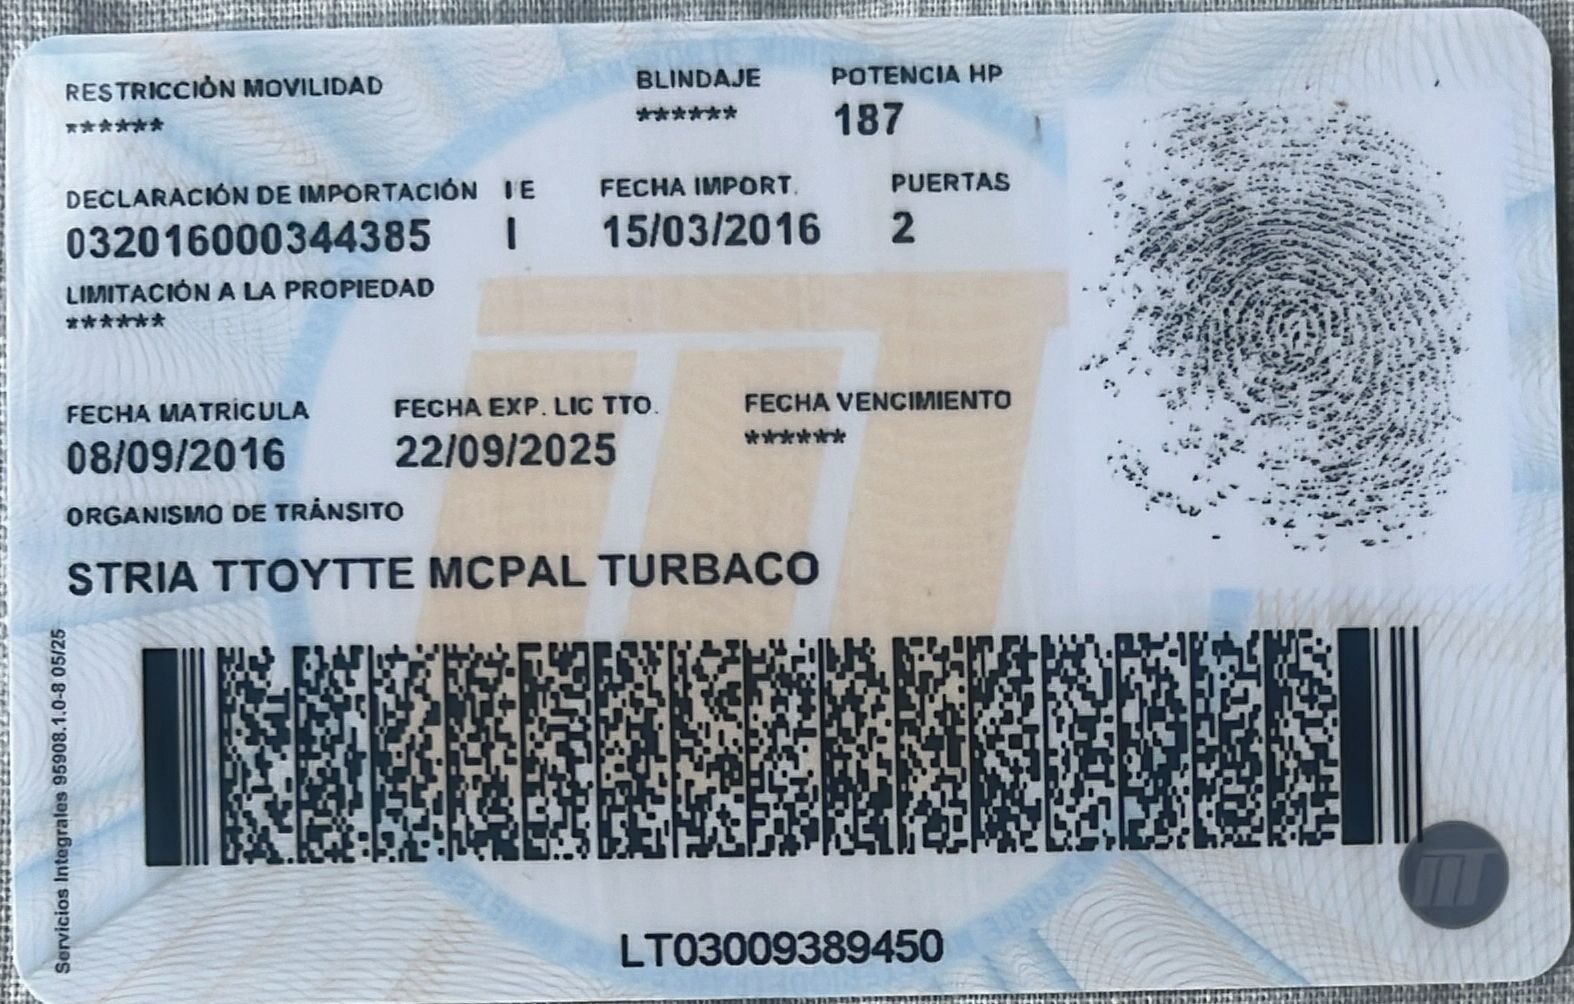 RESTRICCIÓN MOVILIDAD BLINDAJE POTENCIA HP
****** ****** 187
DECLARACIÓN DE IMPORTACIÓN I/E FECHA IMPORT. PUERTAS
032016000344385 I 15/03/2016 2
LIMITACIÓN A LA PROPIEDAD
******
FECHA MATRICULA FECHA EXP. LIC TTO. FECHA VENCIMIENTO
08/09/2016 22/09/2025 ******
ORGANISMO DE TRÁNSITO
STRIA TTOYTTE MCPAL TURBACO
Servicios Integrales 95908.1.0-8 05/25
LT03009389450